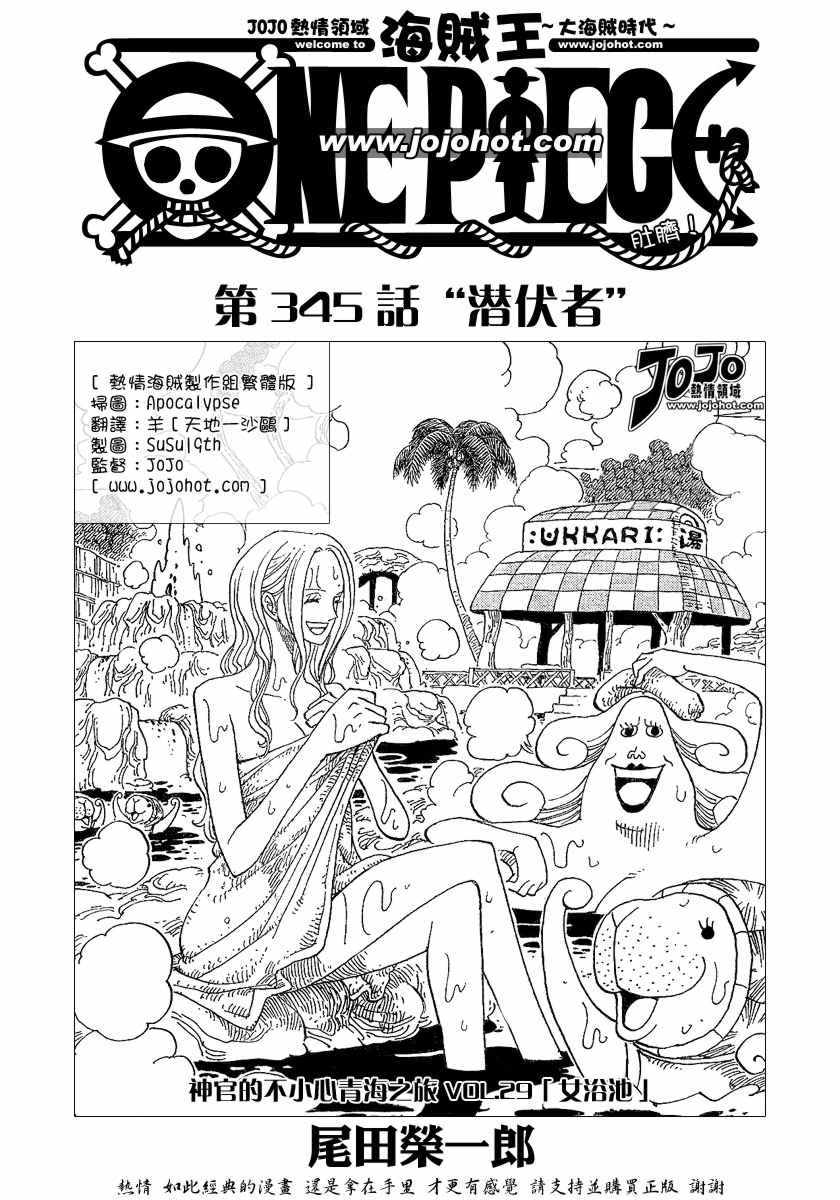 JOJO 熱情領域 海賊王 ~ 大海賊時代 ~
welcome to www.jojohot.com
ONE PIECE
www.jojohot.com
肚臍！
第 345 話 “潜伏者”
[ 熱情海賊製作組繁體版 ]
掃圖：Apocalypse
翻譯：羊 [ 天地一沙鷗 ]
製圖：SuSu19th
監督：JoJo
[ www.jojohot.com ]
JOJO
熱情領域
www.jojohot.com
:UKKARI: 湯
神官的不小心青海之旅 VOL.29「女浴池」
尾田榮一郎
熱情 如此經典的漫畫 還是拿在手里 才更有感覺 請支持並購買正版 謝謝